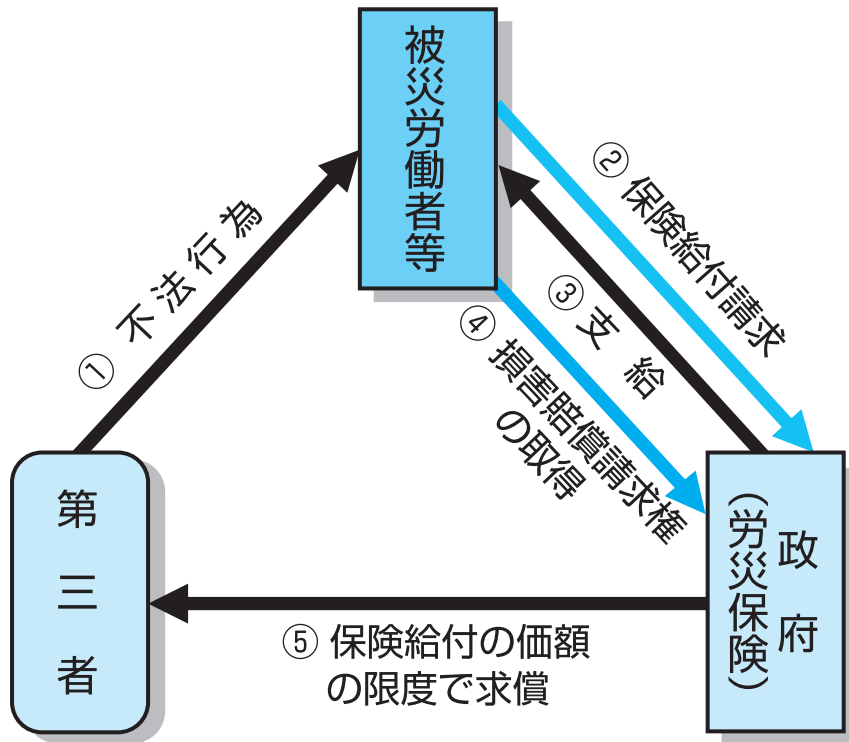 被災労働者等
① 不法行為
② 保険給付請求
③ 支給
④ 損害賠償請求権
の取得
第三者
政府
（労災保険）
⑤ 保険給付の価額
の限度で求償